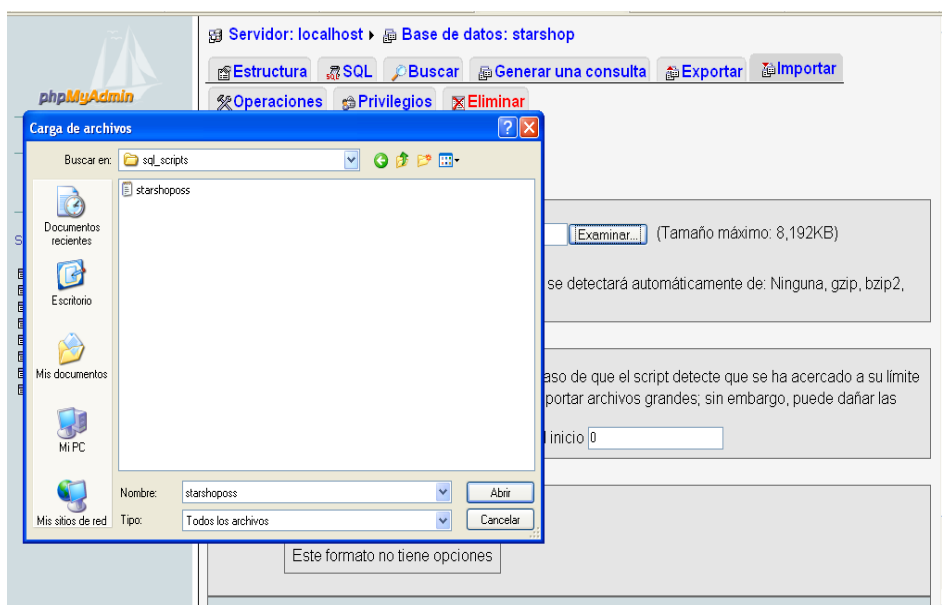 Servidor: localhost Base de datos: starshop
Estructura SQL Buscar Generar una consulta Exportar Importar
Operaciones Privilegios Eliminar
phpMyAdmin
Carga de archivos
Buscar en: sql_scripts
starshoposs
Documentos
recientes
Escritorio
Mis documentos
Mi PC
Mis sitios de red
Nombre: starshoposs Abrir
Tipo: Todos los archivos Cancelar
Examinar... (Tamaño máximo: 8,192KB)
se detectará automáticamente de: Ninguna, gzip, bzip2,
aso de que el script detecte que se ha acercado a su límite
portar archivos grandes; sin embargo, puede dañar las
l inicio 0
Este formato no tiene opciones